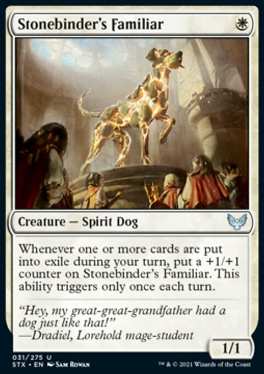 Stonebinder's Familiar
Creature — Spirit Dog
Whenever one or more cards are put
into exile during your turn, put a +1/+1
counter on Stonebinder's Familiar. This
ability triggers only once each turn.
"Hey, my great-great-grandfather had a
dog just like that!"
—Dradiel, Lorehold mage-student
1/1
031/275 U
STX • EN Sam Rowan
™ & © 2021 Wizards of the Coast